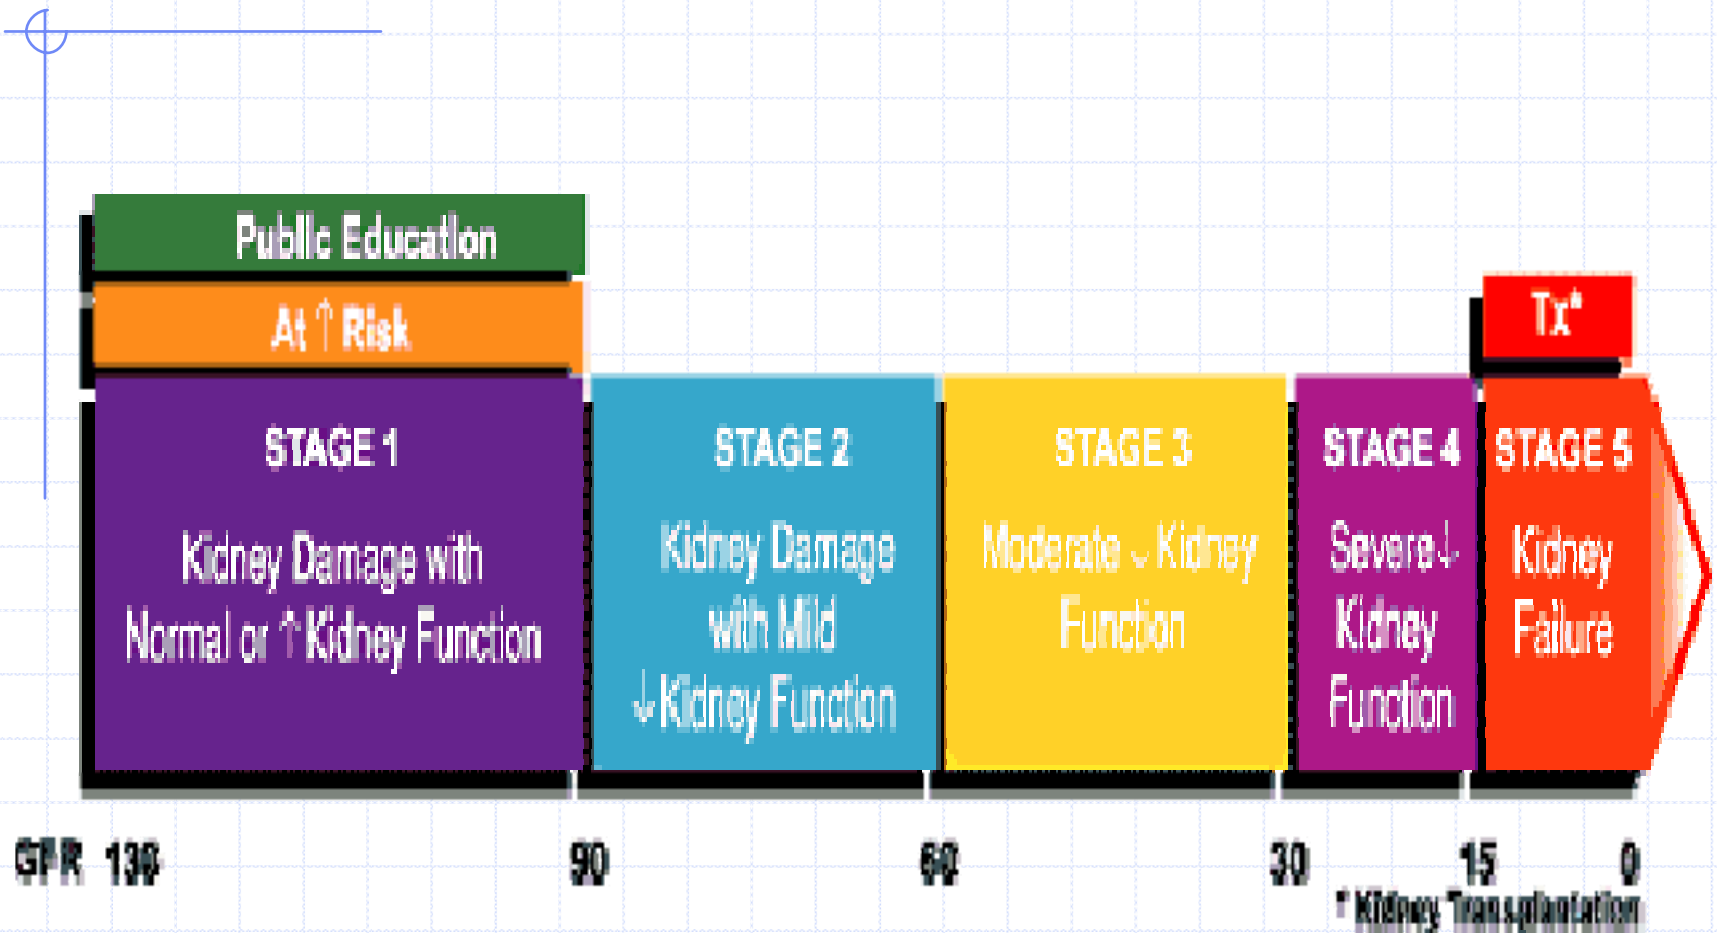 Public Education
At ↑ Risk
Tx*
STAGE 1
Kidney Damage with
Normal or ↑ Kidney Function
STAGE 2
Kidney Damage
with Mild
↓ Kidney Function
STAGE 3
Moderate ↓ Kidney
Function
STAGE 4
Severe ↓
Kidney
Function
STAGE 5
Kidney
Failure
GFR 130 90 60 30 15 0
* Kidney Transplantation